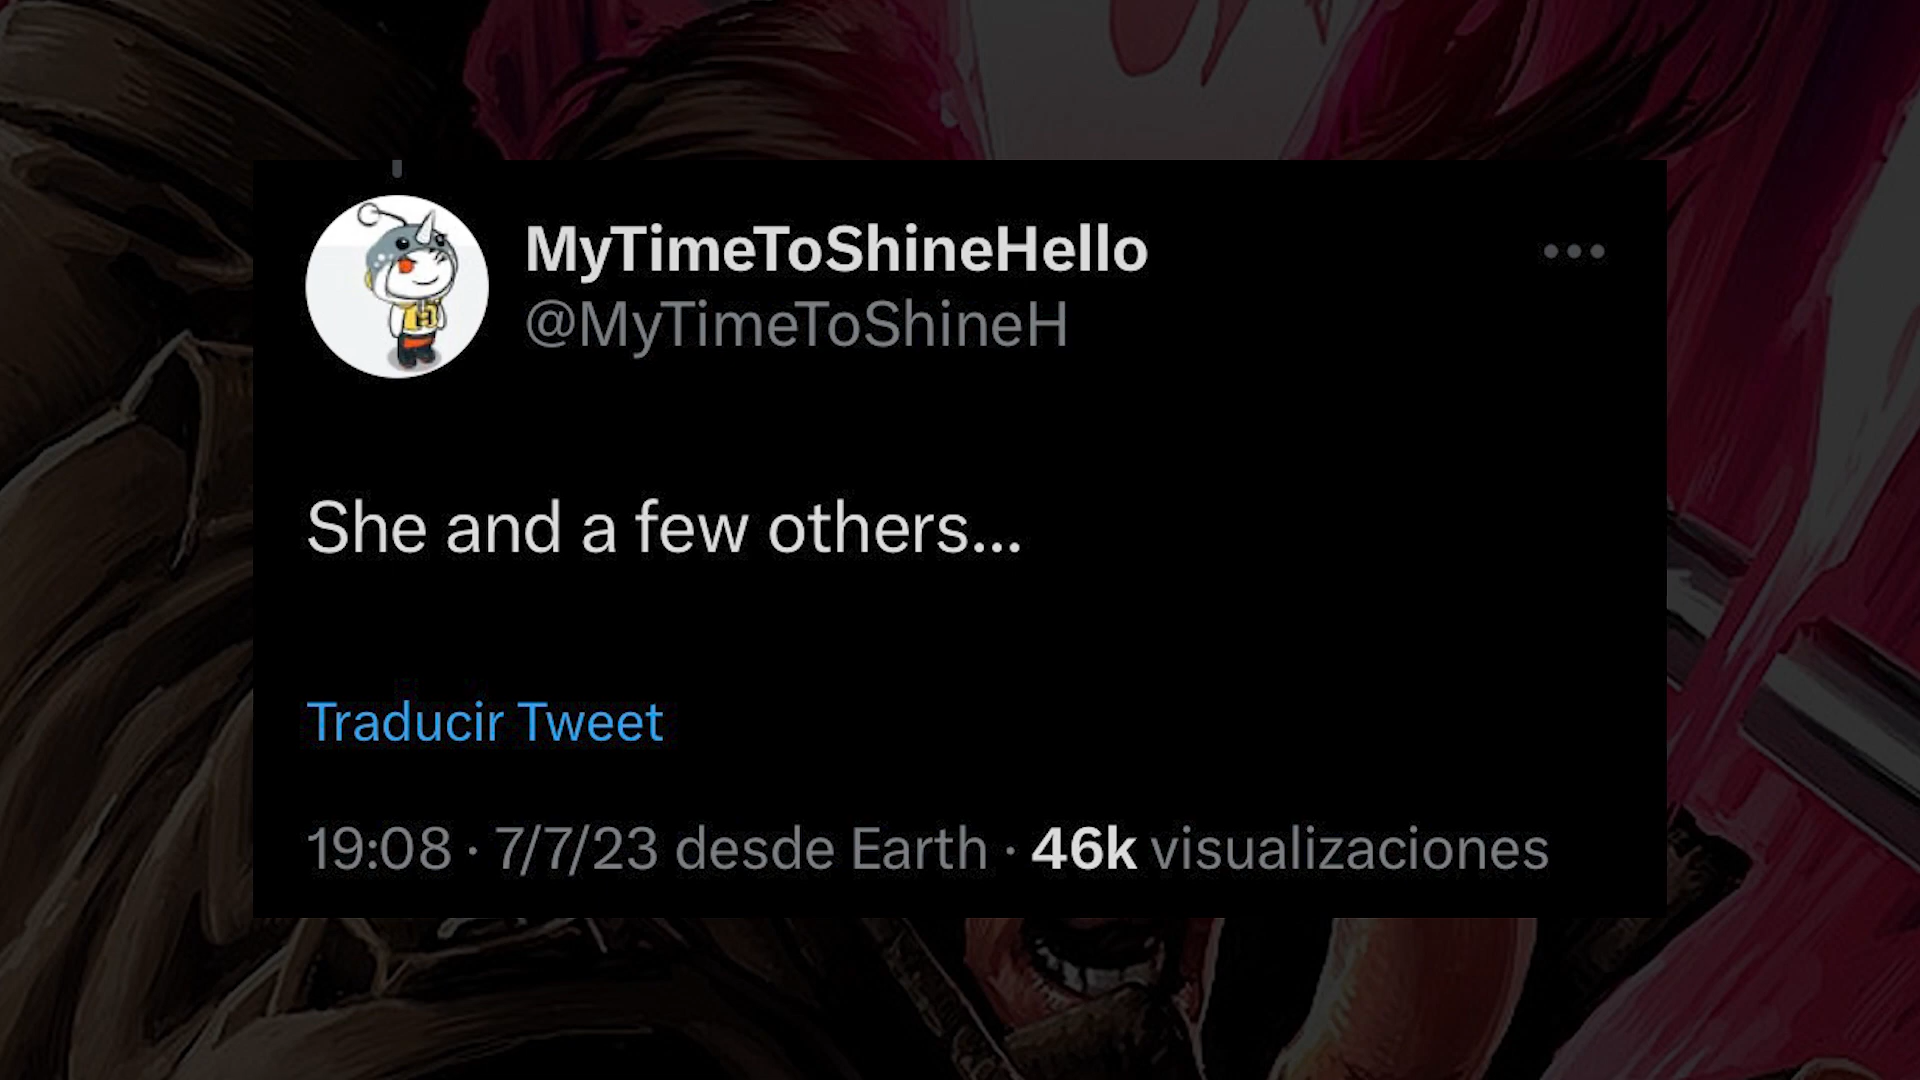 MyTimeToShineHello
@MyTimeToShineH
She and a few others...
Traducir Tweet
19:08 · 7/7/23 desde Earth · 46k visualizaciones